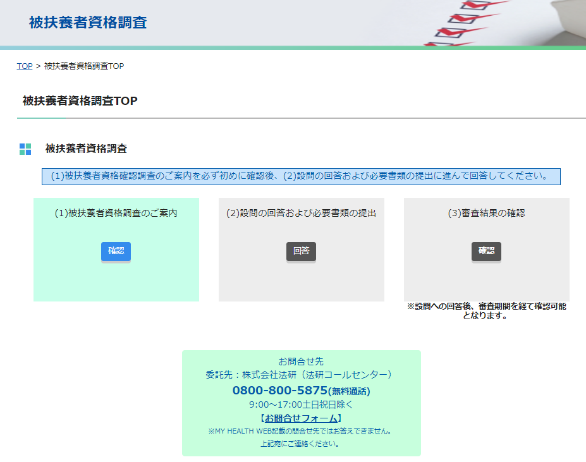 被扶養者資格調査
TOP > 被扶養者資格調査TOP
被扶養者資格調査TOP
被扶養者資格調査
(1)被扶養者資格確認調査のご案内を必ず初めに確認後、(2)設問の回答および必要書類の提出に進んで回答してください。
(1)被扶養者資格調査のご案内
確認
(2)設問の回答および必要書類の提出
回答
(3)審査結果の確認
確認
※設問への回答後、審査期間を経て確認可能
となります。
お問合せ先
委託先：株式会社法研（法研コールセンター）
0800-800-5875(無料通話)
9:00～17:00土日祝日除く
【お問合せフォーム】
※MY HEALTH WEB記載の問合せ先ではお答えできません。
上記宛にご連絡ください。